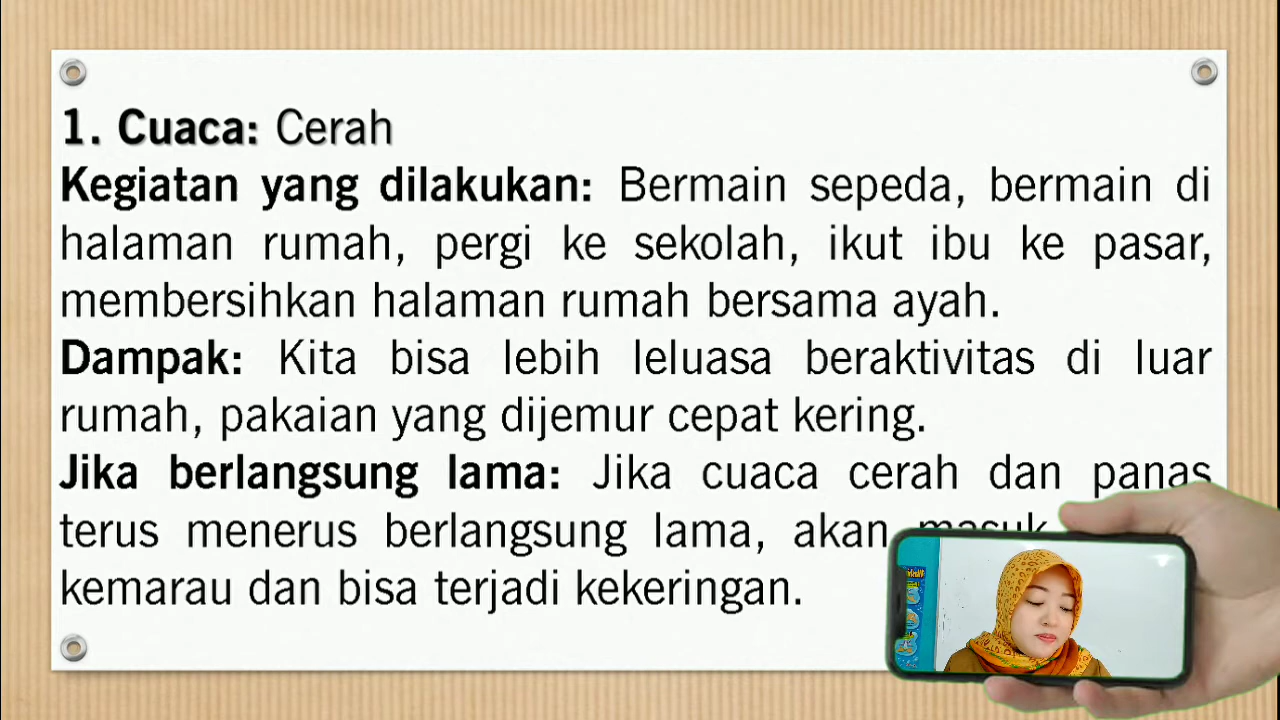 1. Cuaca: Cerah
Kegiatan yang dilakukan: Bermain sepeda, bermain di
halaman rumah, pergi ke sekolah, ikut ibu ke pasar,
membersihkan halaman rumah bersama ayah.
Dampak: Kita bisa lebih leluasa beraktivitas di luar
rumah, pakaian yang dijemur cepat kering.
Jika berlangsung lama: Jika cuaca cerah dan panas
terus menerus berlangsung lama, akan masuk
kemarau dan bisa terjadi kekeringan.